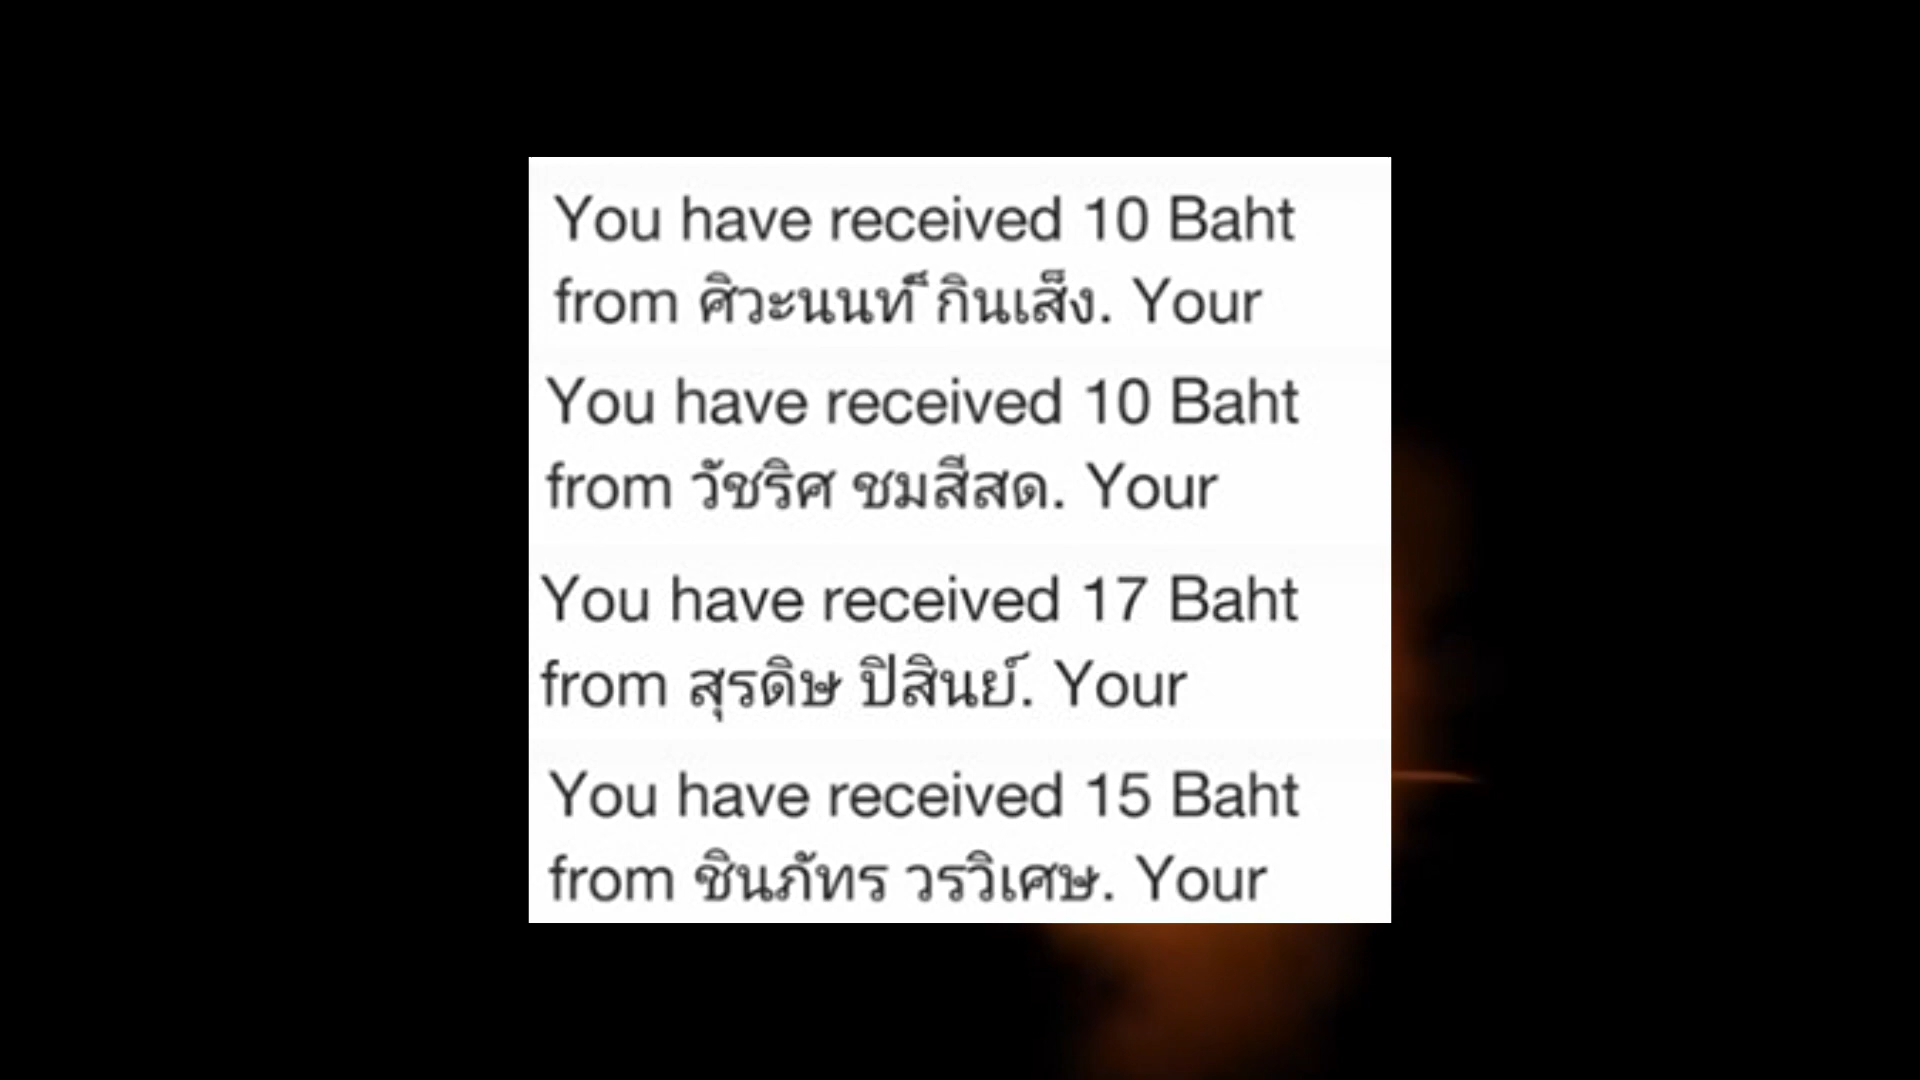 You have received 10 Baht
from ศิวะนนท ์กินเส็ง. Your
You have received 10 Baht
from วัชริศ ชมสีสด. Your
You have received 17 Baht
from สุรดิษ ปิสินย์. Your
You have received 15 Baht
from ชินภัทร วรวิเศษ. Your